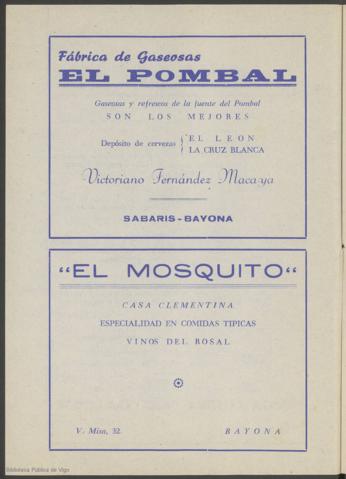 Fábrica de Gaseosas
EL POMBAL
Gaseosas y refrescos de la fuente del Pombal
SON LOS MEJORES
Depósito de cervezas { EL LEON
LA CRUZ BLANCA
Victoriano Fernández Macaya
SABARIS - BAYONA
"EL MOSQUITO"
CASA CLEMENTINA
ESPECIALIDAD EN COMIDAS TIPICAS
VINOS DEL ROSAL
V. Misa, 32.
BAYONA
Biblioteca Pública de Vigo